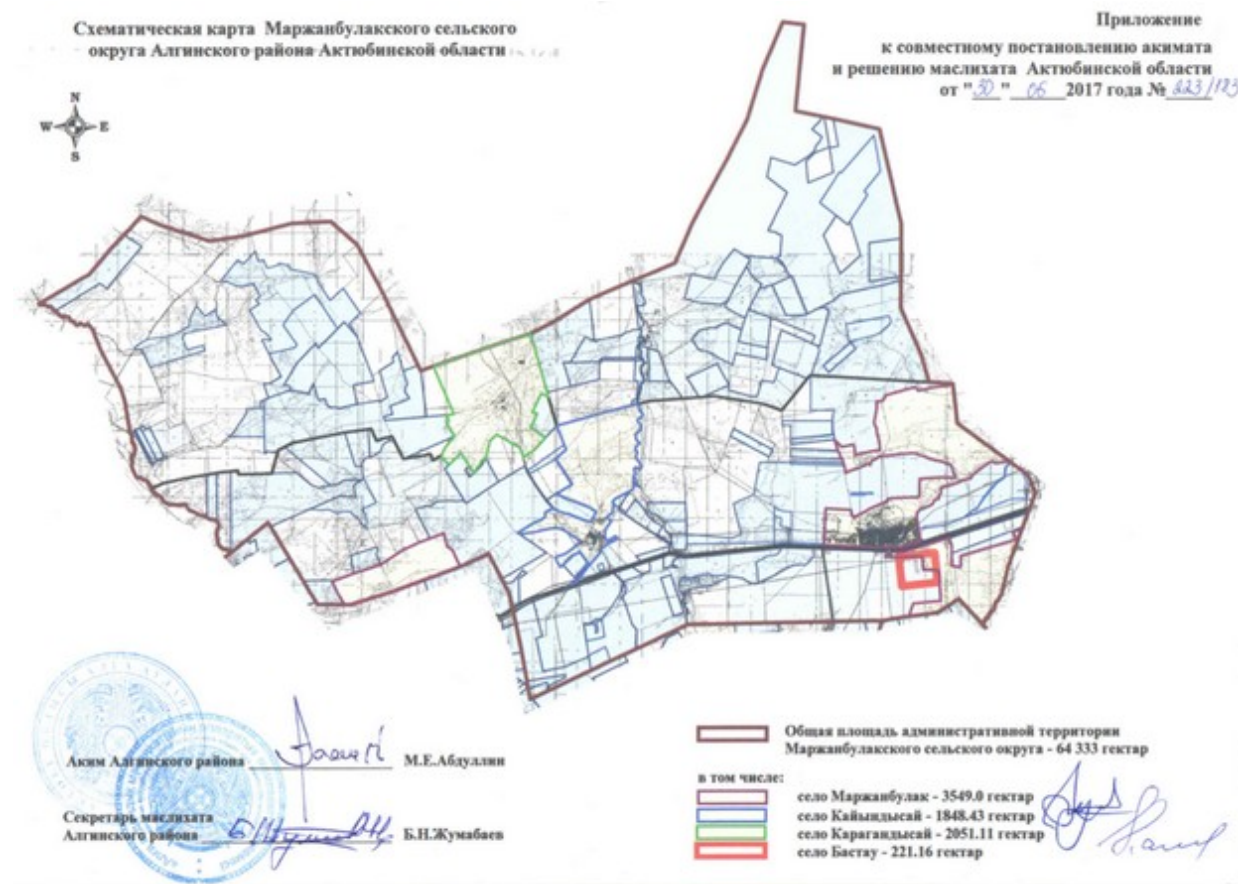 Схематическая карта Маржанбулакского сельского
округа Алгинского района Актюбинской области
Приложение
к совместному постановлению акимата
и решению маслихата Актюбинской области
от "30" 06 2017 года № 223/183
N
W E
S
Аким Алгинского района М.Е.Абдуллин
Секретарь маслихата
Алгинского района Б.Н.Жумабаев
Общая площадь административной территории
Маржанбулакского сельского округа - 64 333 гектар
в том числе:
село Маржанбулак - 3549.0 гектар
село Кайындысай - 1848.43 гектар
село Карагандысай - 2051.11 гектар
село Бастау - 221.16 гектар